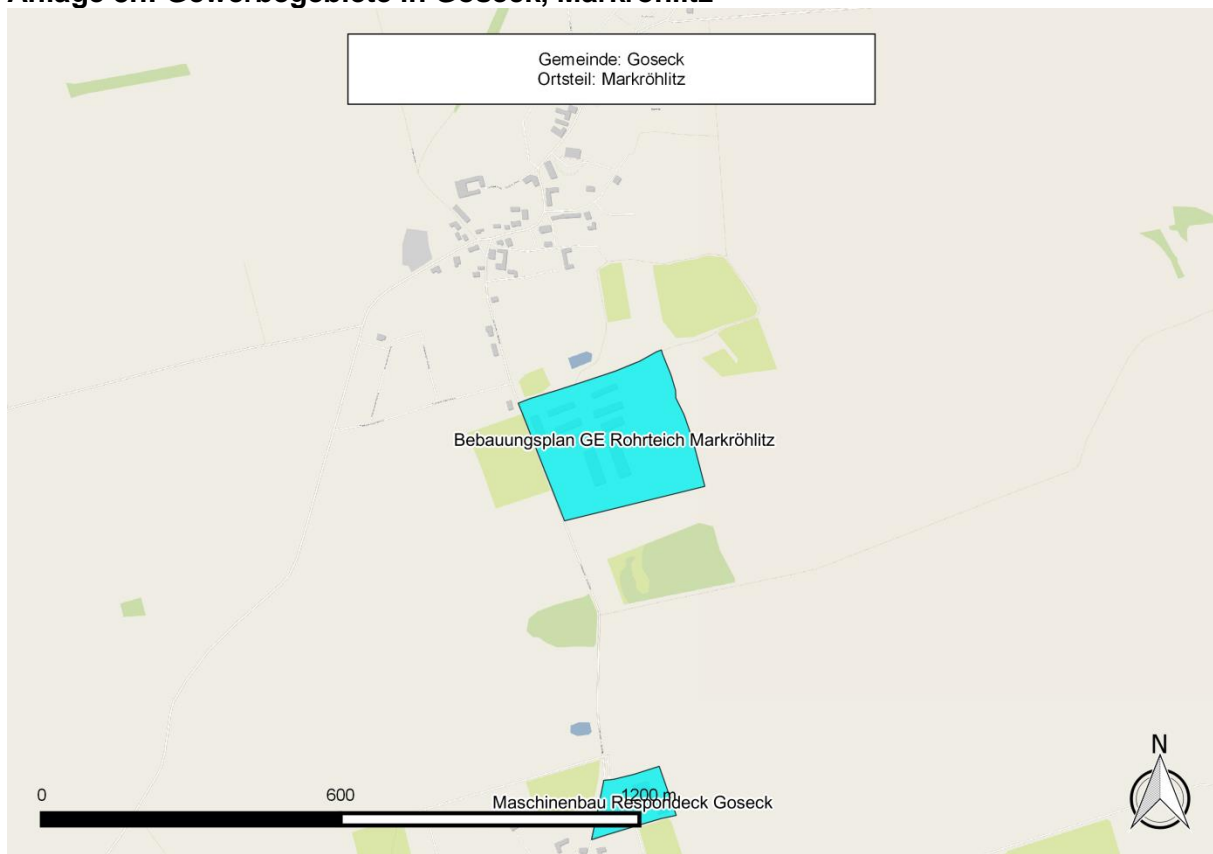 Gemeinde: Goseck
Ortsteil: Markröhlitz
Bebauungsplan GE Rohrteich Markröhlitz
N
0 600 1200 m
Maschinenbau Respondeck Goseck